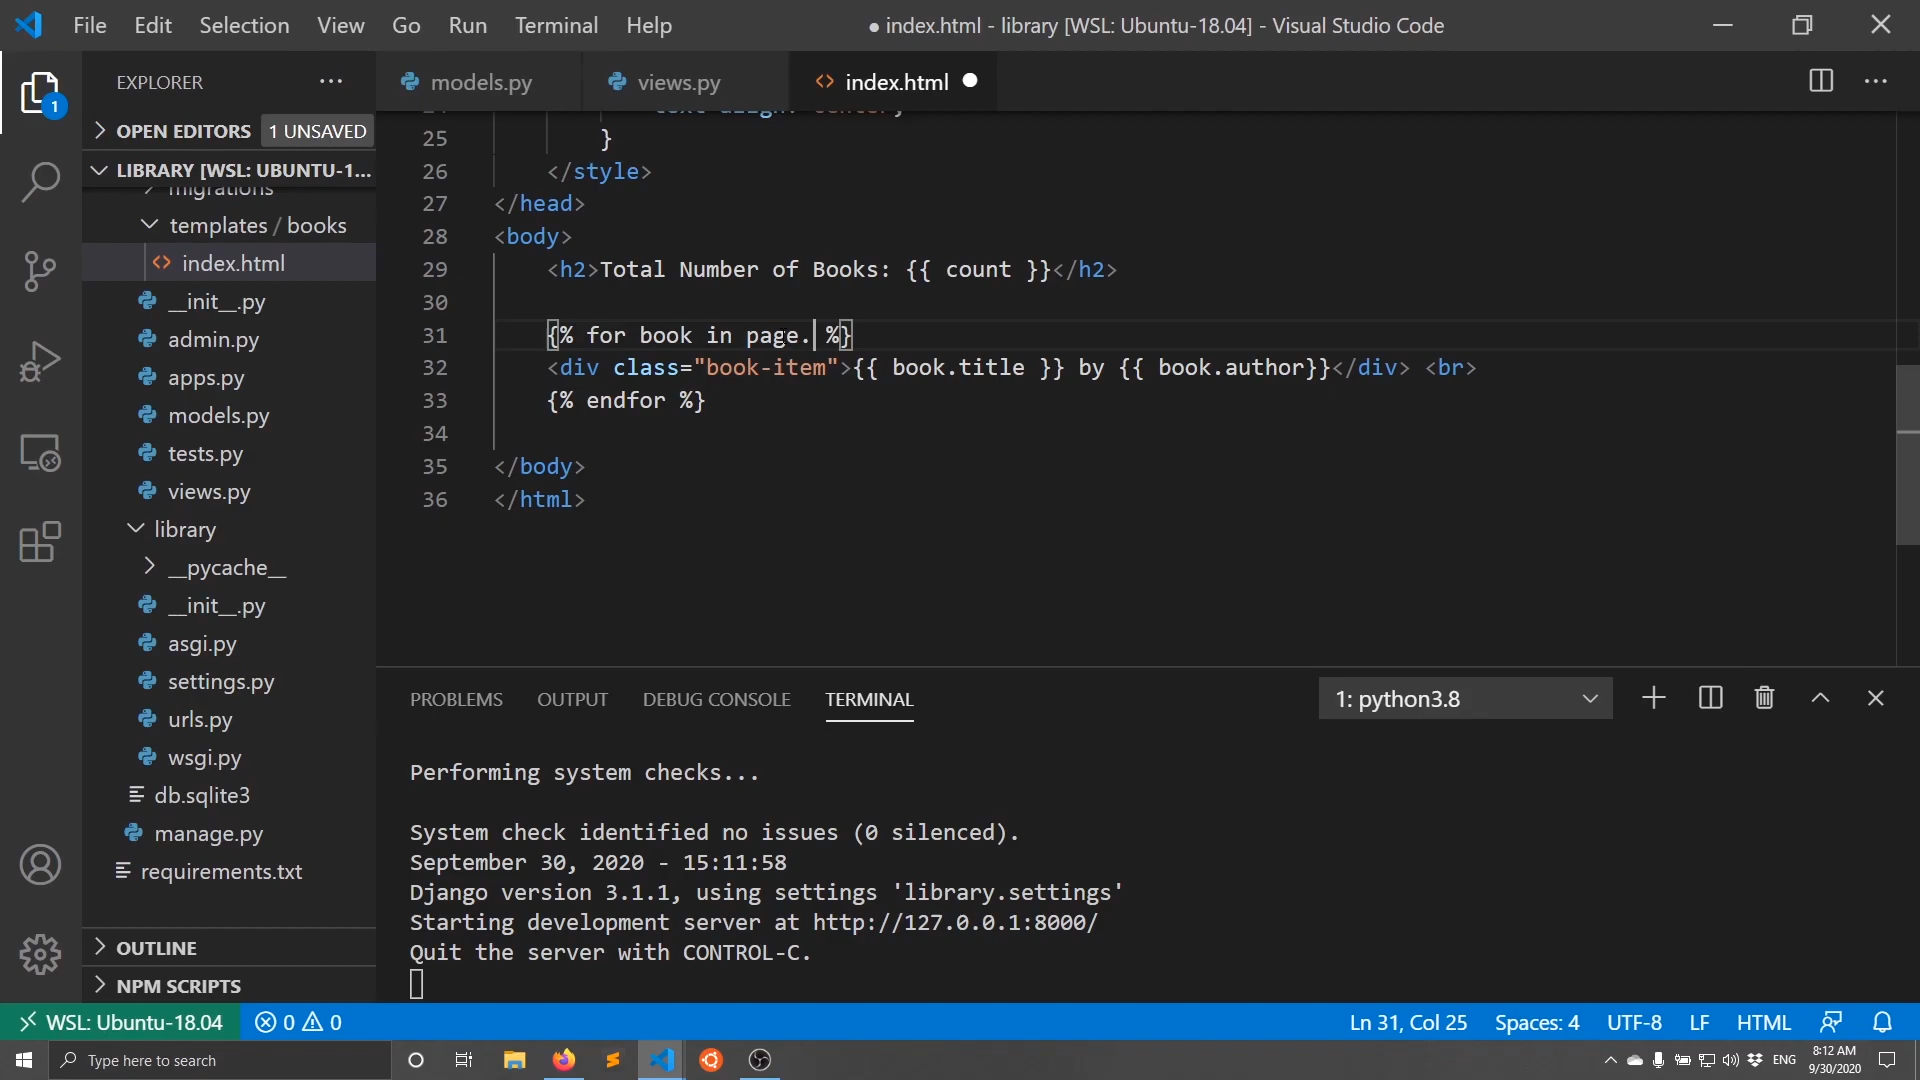 File Edit Selection View Go Run Terminal Help
● index.html - library [WSL: Ubuntu-18.04] - Visual Studio Code
EXPLORER
1
OPEN EDITORS 1 UNSAVED
LIBRARY [WSL: UBUNTU-1...
migrations
templates / books
index.html
__init__.py
admin.py
apps.py
models.py
tests.py
views.py
library
__pycache__
__init__.py
asgi.py
settings.py
urls.py
wsgi.py
db.sqlite3
manage.py
requirements.txt
OUTLINE
NPM SCRIPTS
models.py views.py index.html
24 text-align: center;
25 }
26 </style>
27 </head>
28 <body>
29 <h2>Total Number of Books: {{ count }}</h2>
30
31 {% for book in page. %}
32 <div class="book-item">{{ book.title }} by {{ book.author}}</div> <br>
33 {% endfor %}
34
35 </body>
36 </html>
PROBLEMS OUTPUT DEBUG CONSOLE TERMINAL
1: python3.8
Performing system checks...
System check identified no issues (0 silenced).
September 30, 2020 - 15:11:58
Django version 3.1.1, using settings 'library.settings'
Starting development server at http://127.0.0.1:8000/
Quit the server with CONTROL-C.
WSL: Ubuntu-18.04 0 0
Ln 31, Col 25 Spaces: 4 UTF-8 LF HTML
Type here to search
ENG
8:12 AM
9/30/2020